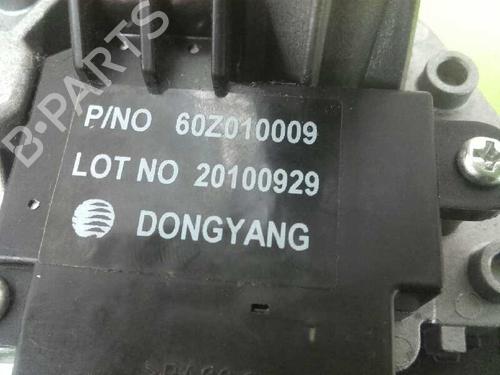 P/NO 60Z010009
LOT NO 20100929
DONGYANG
B-PARTS